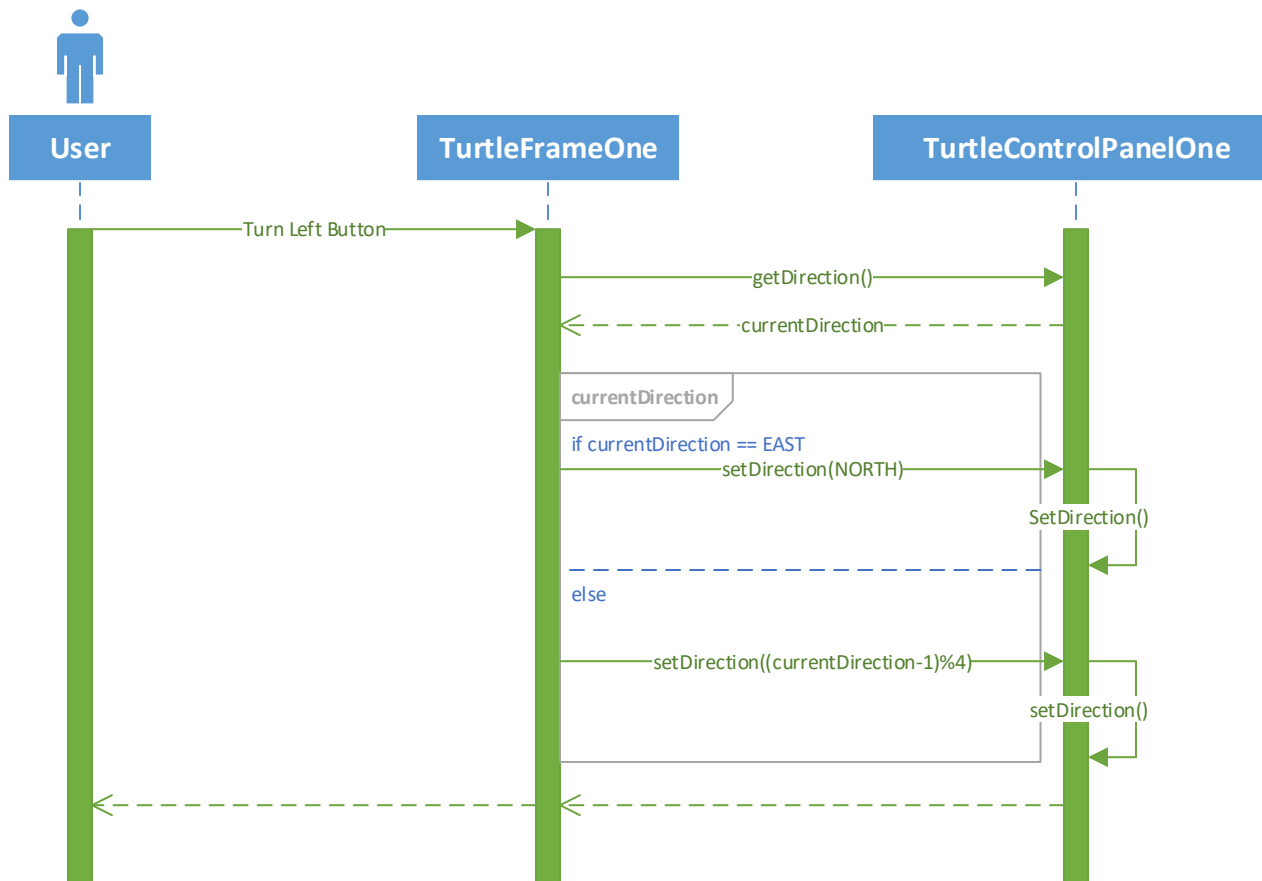 User
TurtleFrameOne
TurtleControlPanelOne
Turn Left Button
getDirection()
currentDirection
currentDirection
if currentDirection == EAST
setDirection(NORTH)
SetDirection()
else
setDirection((currentDirection-1)%4)
setDirection()